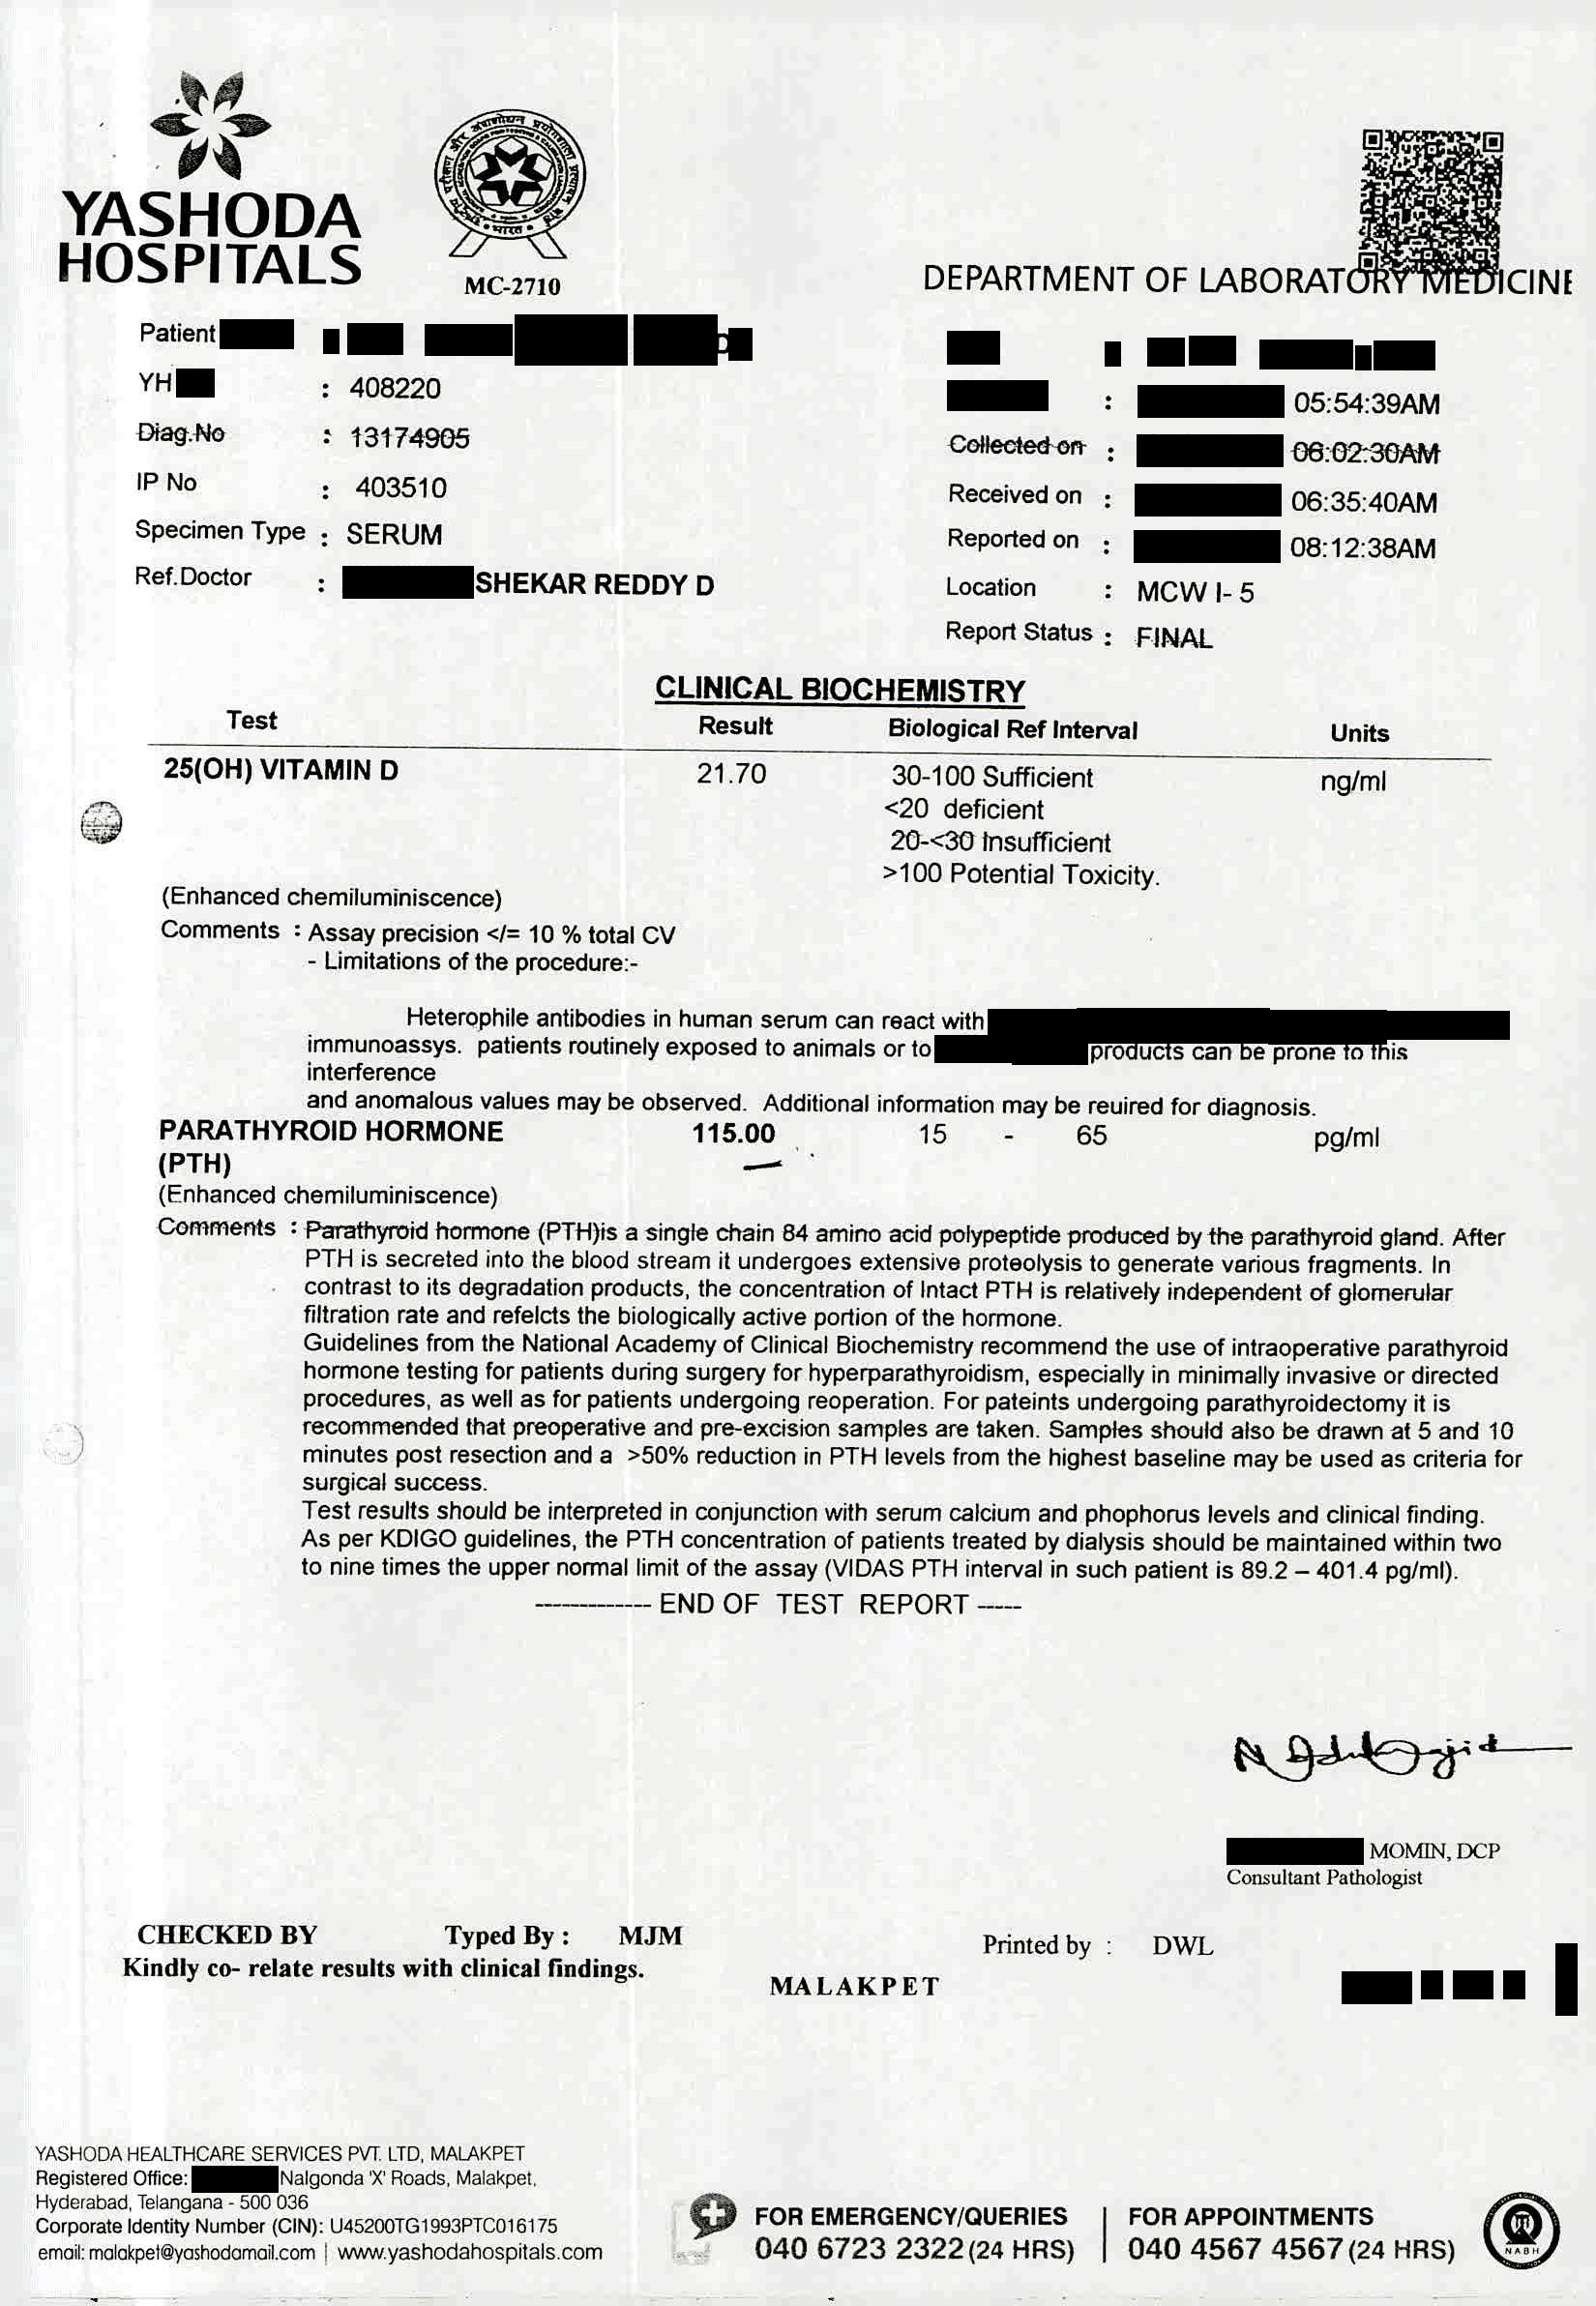 YASHODA
HOSPITALS
MC-2710
DEPARTMENT OF LABORATORY MEDICINE
Patient
YH : 408220
: 05:54:39AM
Diag.No : 13174905
Collected on : 06:02:30AM
IP No : 403510
Received on : 06:35:40AM
Specimen Type : SERUM
Reported on : 08:12:38AM
Ref.Doctor : SHEKAR REDDY D
Location : MCW I- 5
Report Status : FINAL
CLINICAL BIOCHEMISTRY
Test Result Biological Ref Interval Units
25(OH) VITAMIN D 21.70 30-100 Sufficient ng/ml
<20 deficient
20-<30 Insufficient
>100 Potential Toxicity.
(Enhanced chemiluminiscence)
Comments : Assay precision </= 10 % total CV
- Limitations of the procedure:-
Heterophile antibodies in human serum can react with
immunoassys. patients routinely exposed to animals or to products can be prone to this
interference
and anomalous values may be observed. Additional information may be reuired for diagnosis.
PARATHYROID HORMONE 115.00 15 - 65 pg/ml
(PTH)
(Enhanced chemiluminiscence)
Comments : Parathyroid hormone (PTH)is a single chain 84 amino acid polypeptide produced by the parathyroid gland. After
PTH is secreted into the blood stream it undergoes extensive proteolysis to generate various fragments. In
contrast to its degradation products, the concentration of Intact PTH is relatively independent of glomerular
filtration rate and refelcts the biologically active portion of the hormone.
Guidelines from the National Academy of Clinical Biochemistry recommend the use of intraoperative parathyroid
hormone testing for patients during surgery for hyperparathyroidism, especially in minimally invasive or directed
procedures, as well as for patients undergoing reoperation. For pateints undergoing parathyroidectomy it is
recommended that preoperative and pre-excision samples are taken. Samples should also be drawn at 5 and 10
minutes post resection and a >50% reduction in PTH levels from the highest baseline may be used as criteria for
surgical success.
Test results should be interpreted in conjunction with serum calcium and phophorus levels and clinical finding.
As per KDIGO guidelines, the PTH concentration of patients treated by dialysis should be maintained within two
to nine times the upper normal limit of the assay (VIDAS PTH interval in such patient is 89.2 – 401.4 pg/ml).
------------- END OF TEST REPORT -----
MOMIN, DCP
Consultant Pathologist
CHECKED BY Typed By : MJM Printed by : DWL
Kindly co- relate results with clinical findings.
MALAKPET
YASHODA HEALTHCARE SERVICES PVT. LTD, MALAKPET
Registered Office: Nalgonda 'X' Roads, Malakpet,
Hyderabad, Telangana - 500 036
Corporate Identity Number (CIN): U45200TG1993PTC016175
email: malakpet@yashodamail.com | www.yashodahospitals.com
FOR EMERGENCY/QUERIES
040 6723 2322 (24 HRS)
FOR APPOINTMENTS
040 4567 4567 (24 HRS)
NABH